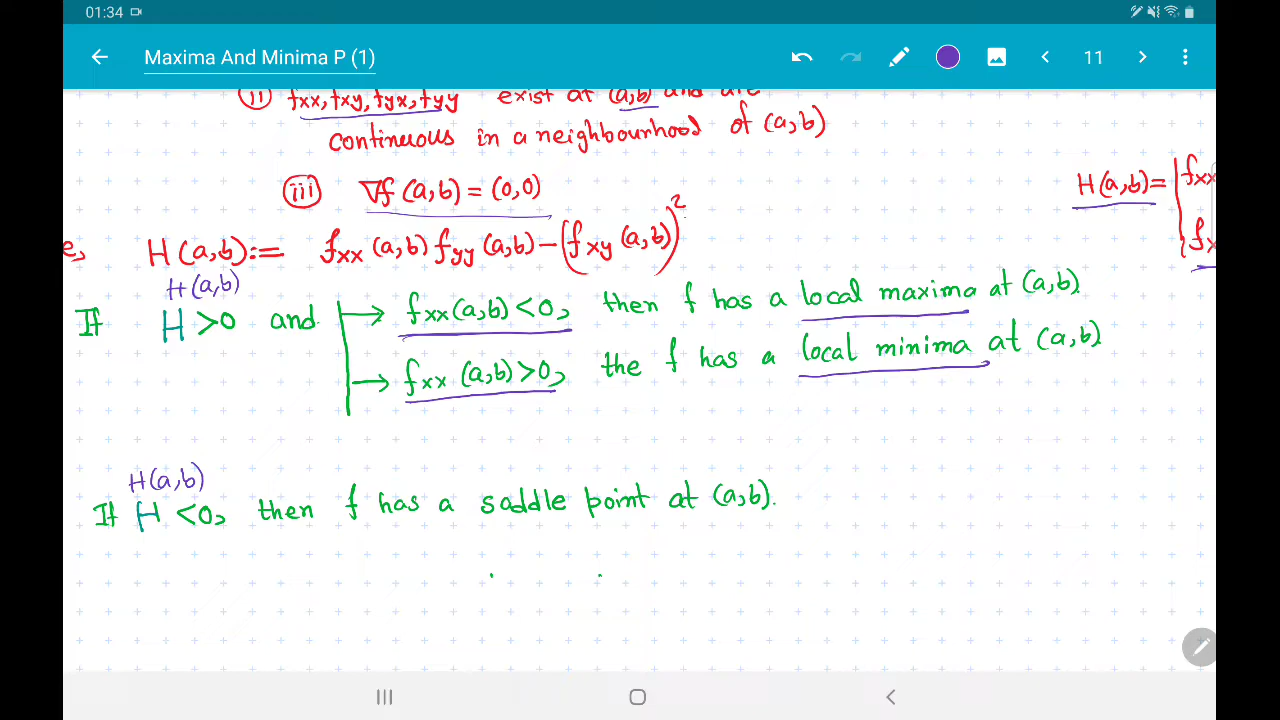 01:34
Maxima And Minima P (1)
11
(ii) fxx, fxy, fyx, fyy exist at (a,b) and are
continuous in a neighbourhood of (a,b)
(iii) ∇f (a,b) = (0,0)
H(a,b)= | fxx
H(a,b):= fxx (a,b) fyy (a,b) – (fxy (a,b))²
H(a,b)
If H >0 and → fxx(a,b) <0, then f has a local maxima at (a,b)
→ fxx (a,b) >0, the f has a local minima at (a,b)
H(a,b)
If H <0, then f has a saddle point at (a,b).